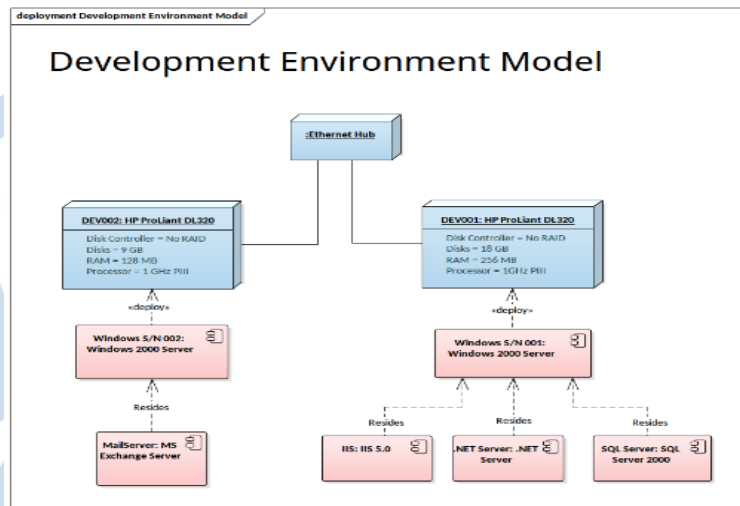 deployment Development Environment Model
Development Environment Model
:Ethernet Hub
DEV002: HP ProLiant DL320
Disk Controller = No RAID
Disks = 9 GB
RAM = 128 MB
Processor = 1 GHz PIII
DEV001: HP ProLiant DL320
Disk Controller = No RAID
Disks = 18 GB
RAM = 256 MB
Processor = 1GHz PIII
«deploy»
«deploy»
Windows S/N 002:
Windows 2000 Server
Windows S/N 001:
Windows 2000 Server
Resides
Resides
Resides
Resides
MailServer: MS
Exchange Server
IIS: IIS 5.0
.NET Server: .NET
Server
SQL Server: SQL
Server 2000